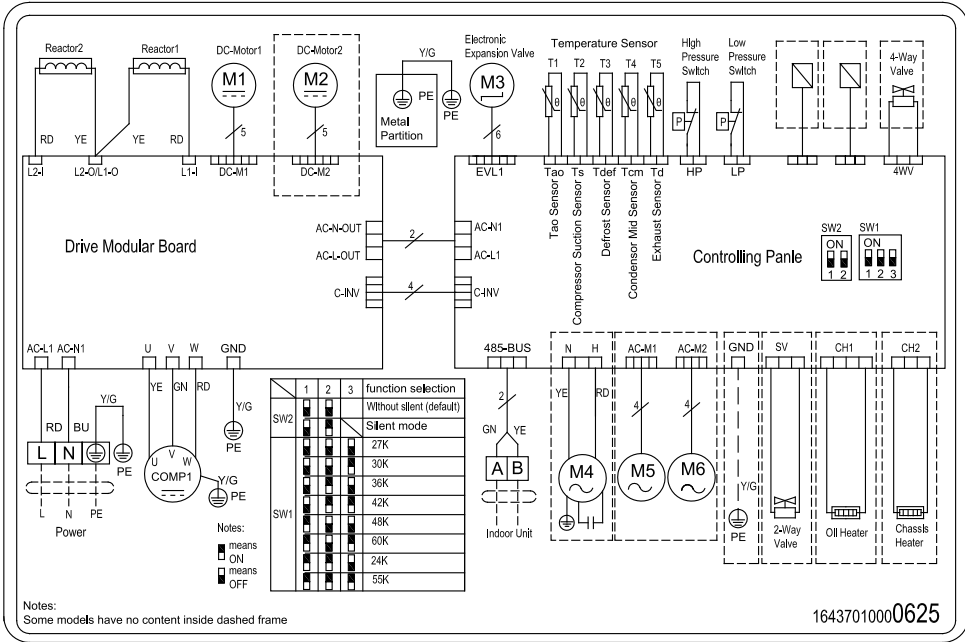 Reactor2
Reactor1
DC-Motor1
DC-Motor2
M1
M2
RD
YE
YE
RD
5
5
L2-I
L2-O/L1-O
L1-I
DC-M1
DC-M2
Y/G
PE
PE
Metal
Partition
Electronic
Expansion Valve
M3
6
EVL1
Temperature Sensor
T1
T2
T3
T4
T5
θ
θ
θ
θ
θ
Tao
Ts
Tdef
Tcm
Td
Tao Sensor
Compressor Suction Sensor
Defrost Sensor
Condensor Mid Sensor
Exhaust Sensor
High
Pressure
Switch
P
HP
Low
Pressure
Switch
P
LP
4-Way
Valve
4WV
Drive Modular Board
AC-N-OUT
AC-L-OUT
C-INV
2
4
AC-N1
AC-L1
C-INV
Controlling Panle
SW2
ON
1 2
SW1
ON
1 2 3
AC-L1
AC-N1
U
V
W
GND
RD
BU
Y/G
L
N
PE
L
N
PE
Power
YE
GN
RD
U
V
W
COMP1
Y/G
PE
Y/G
PE
Notes:
means
ON
means
OFF
1
2
3
function selection
SW2
Without silent (default)
Silent mode
SW1
27K
30K
36K
42K
48K
60K
24K
55K
485-BUS
2
GN
YE
A B
Indoor Unit
N
H
YE
RD
M4
AC-M1
AC-M2
4
4
M5
M6
GND
Y/G
PE
SV
2-Way
Valve
CH1
Oil Heater
CH2
Chassis
Heater
Notes:
Some models have no content inside dashed frame
16437010000625